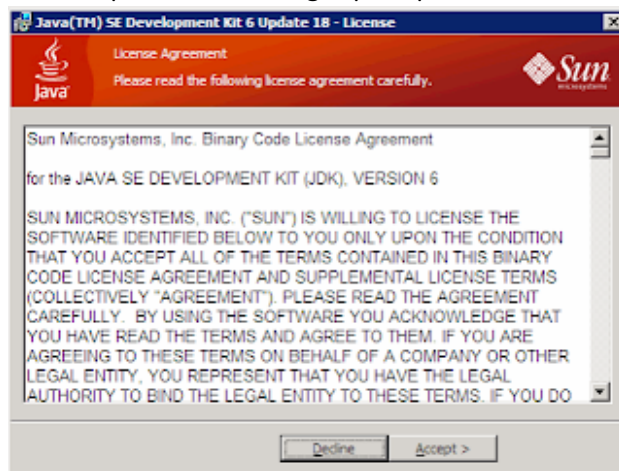 Java(TM) SE Development Kit 6 Update 18 - License
License Agreement
Please read the following license agreement carefully.
Java
Sun
microsystems
Sun Microsystems, Inc. Binary Code License Agreement
for the JAVA SE DEVELOPMENT KIT (JDK), VERSION 6
SUN MICROSYSTEMS, INC. ("SUN") IS WILLING TO LICENSE THE
SOFTWARE IDENTIFIED BELOW TO YOU ONLY UPON THE CONDITION
THAT YOU ACCEPT ALL OF THE TERMS CONTAINED IN THIS BINARY
CODE LICENSE AGREEMENT AND SUPPLEMENTAL LICENSE TERMS
(COLLECTIVELY "AGREEMENT"). PLEASE READ THE AGREEMENT
CAREFULLY. BY USING THE SOFTWARE YOU ACKNOWLEDGE THAT
YOU HAVE READ THE TERMS AND AGREE TO THEM. IF YOU ARE
AGREEING TO THESE TERMS ON BEHALF OF A COMPANY OR OTHER
LEGAL ENTITY, YOU REPRESENT THAT YOU HAVE THE LEGAL
AUTHORITY TO BIND THE LEGAL ENTITY TO THESE TERMS. IF YOU DO
Decline
Accept >